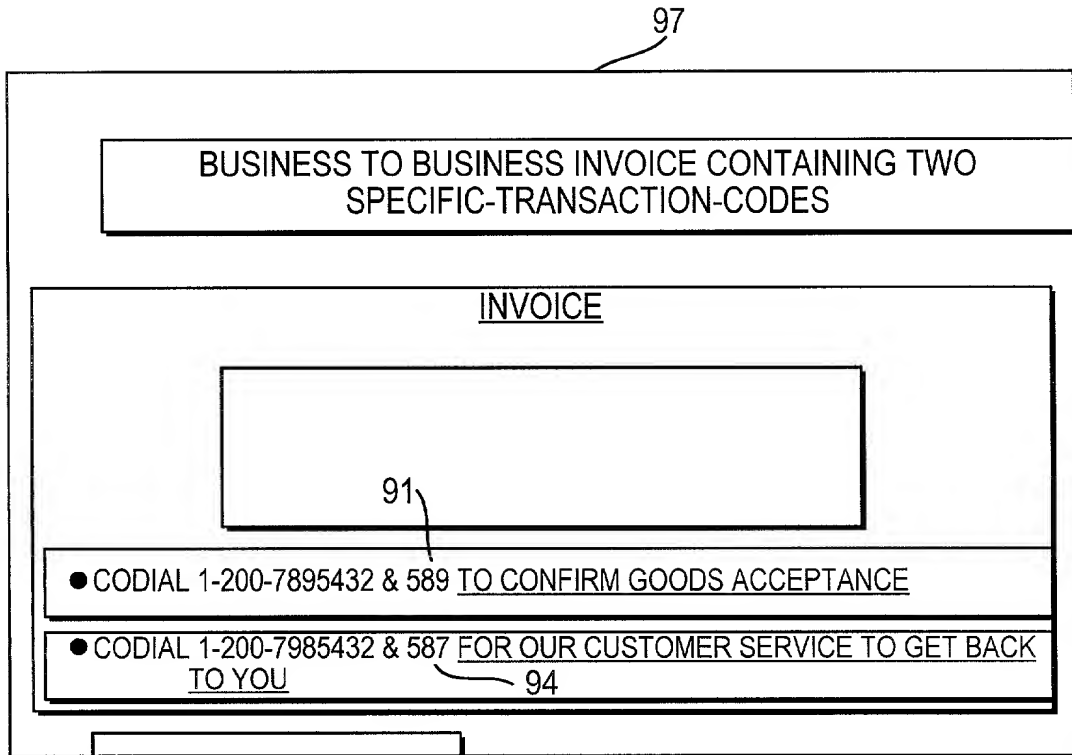 97
BUSINESS TO BUSINESS INVOICE CONTAINING TWO
SPECIFIC-TRANSACTION-CODES
INVOICE
91
● CODIAL 1-200-7895432 & 589 TO CONFIRM GOODS ACCEPTANCE
● CODIAL 1-200-7985432 & 587 FOR OUR CUSTOMER SERVICE TO GET BACK
TO YOU
94